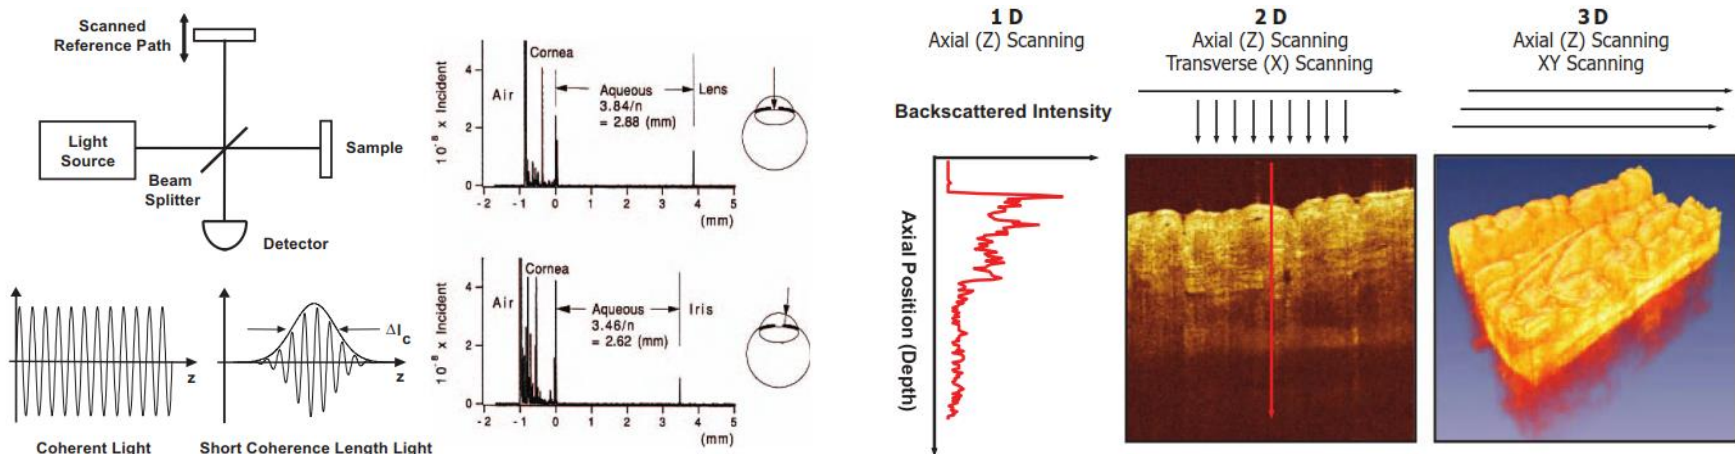 Scanned
Reference Path
Light
Source
Beam
Splitter
Sample
Detector
z
Coherent Light
Δl c
z
Short Coherence Length Light
10⁻⁸ x Incident
4
2
0
Air
Cornea
Aqueous
3.84/n
= 2.88 (mm)
Lens
-2 -1 0 1 2 3 4 5
(mm)
10⁻⁸ x Incident
4
2
0
Air
Cornea
Aqueous
3.46/n
= 2.62 (mm)
Iris
-2 -1 0 1 2 3 4 5
(mm)
1 D
Axial (Z) Scanning
Backscattered Intensity
Axial Position (Depth)
2 D
Axial (Z) Scanning
Transverse (X) Scanning
3 D
Axial (Z) Scanning
XY Scanning